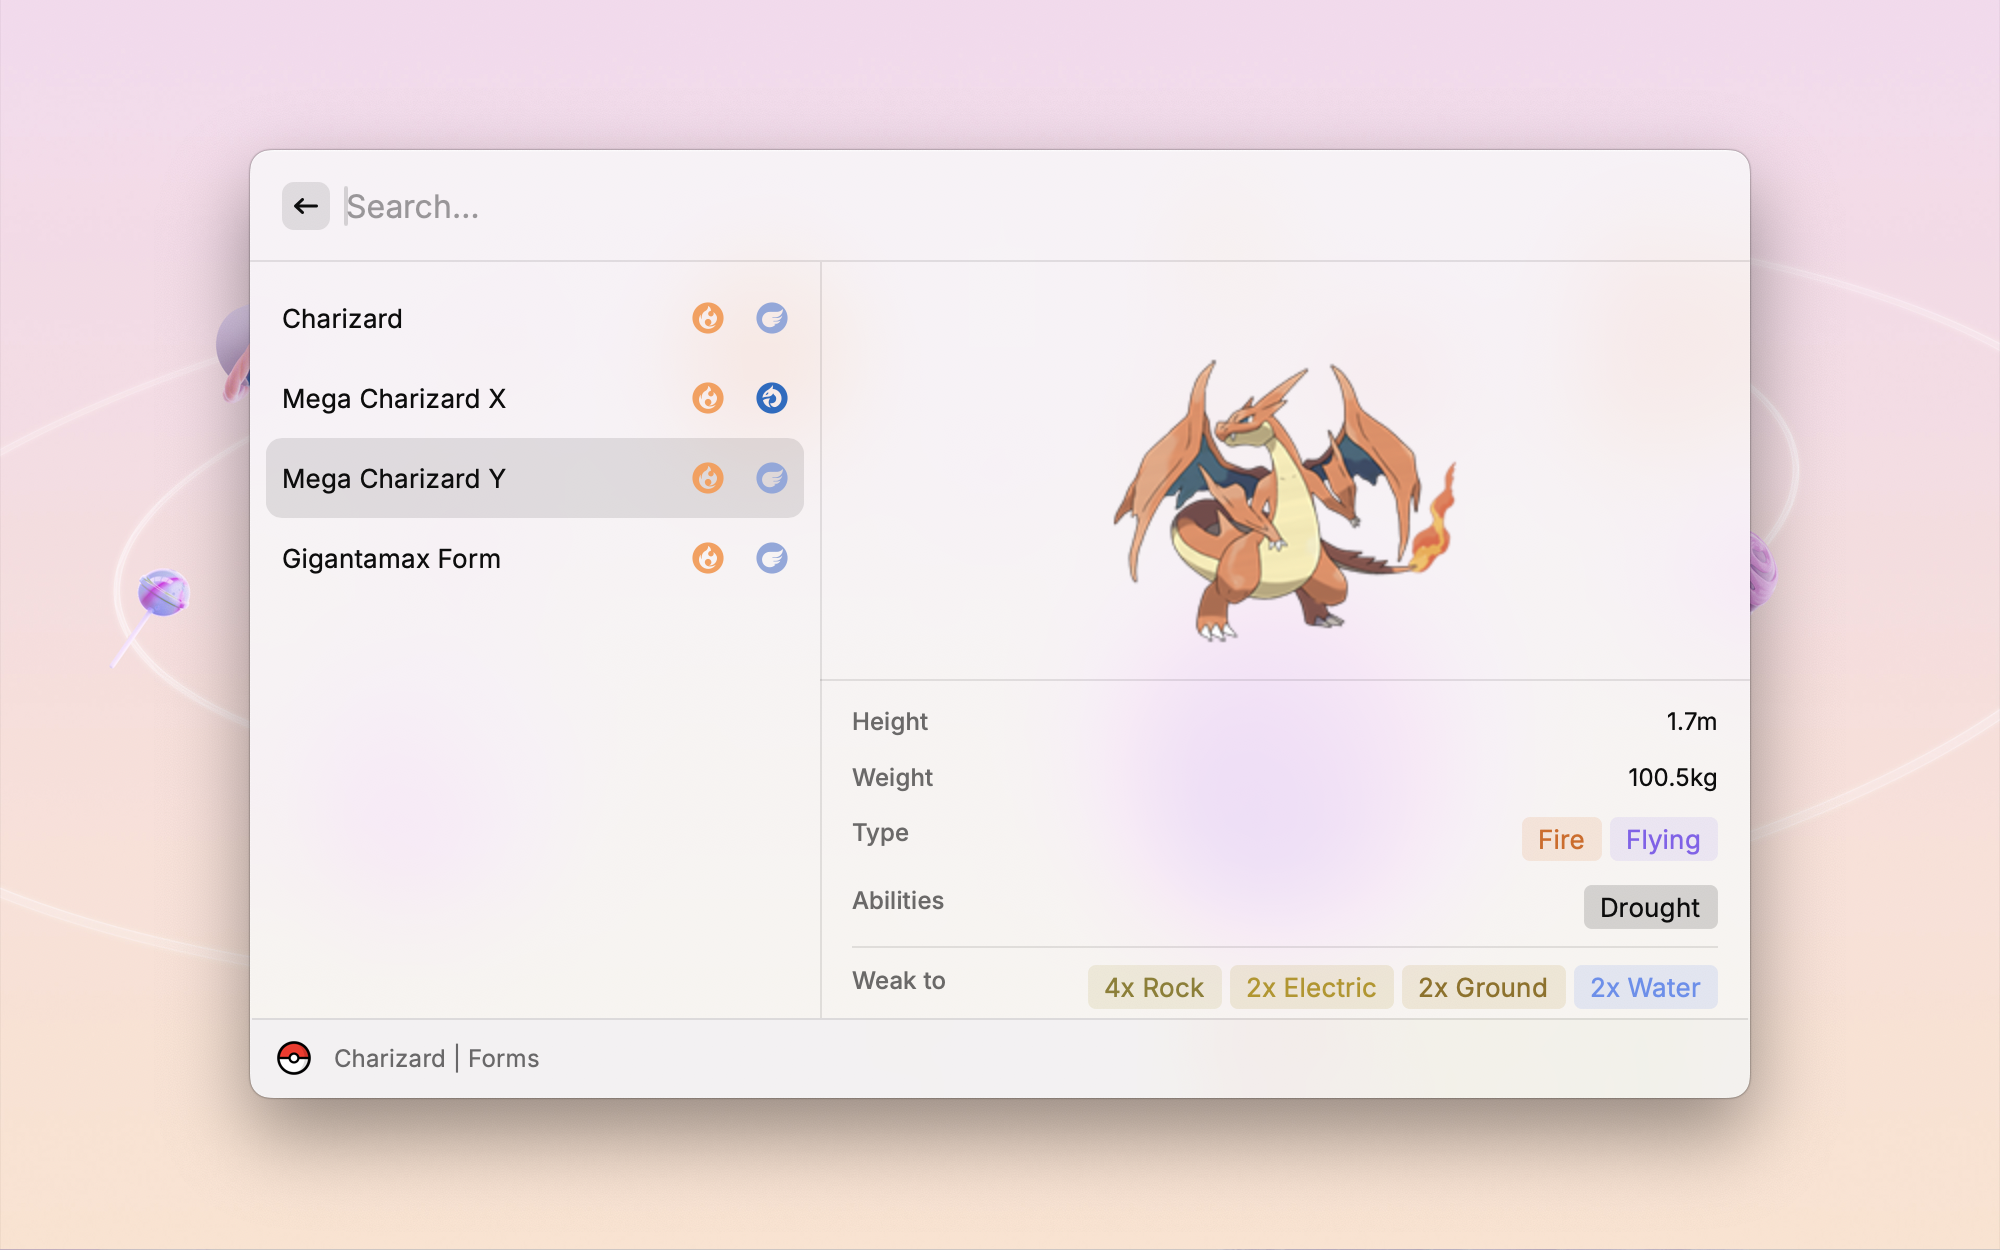 Search...
Charizard
Mega Charizard X
Mega Charizard Y
Gigantamax Form
Height 1.7m
Weight 100.5kg
Type Fire Flying
Abilities Drought
Weak to 4x Rock 2x Electric 2x Ground 2x Water
Charizard | Forms